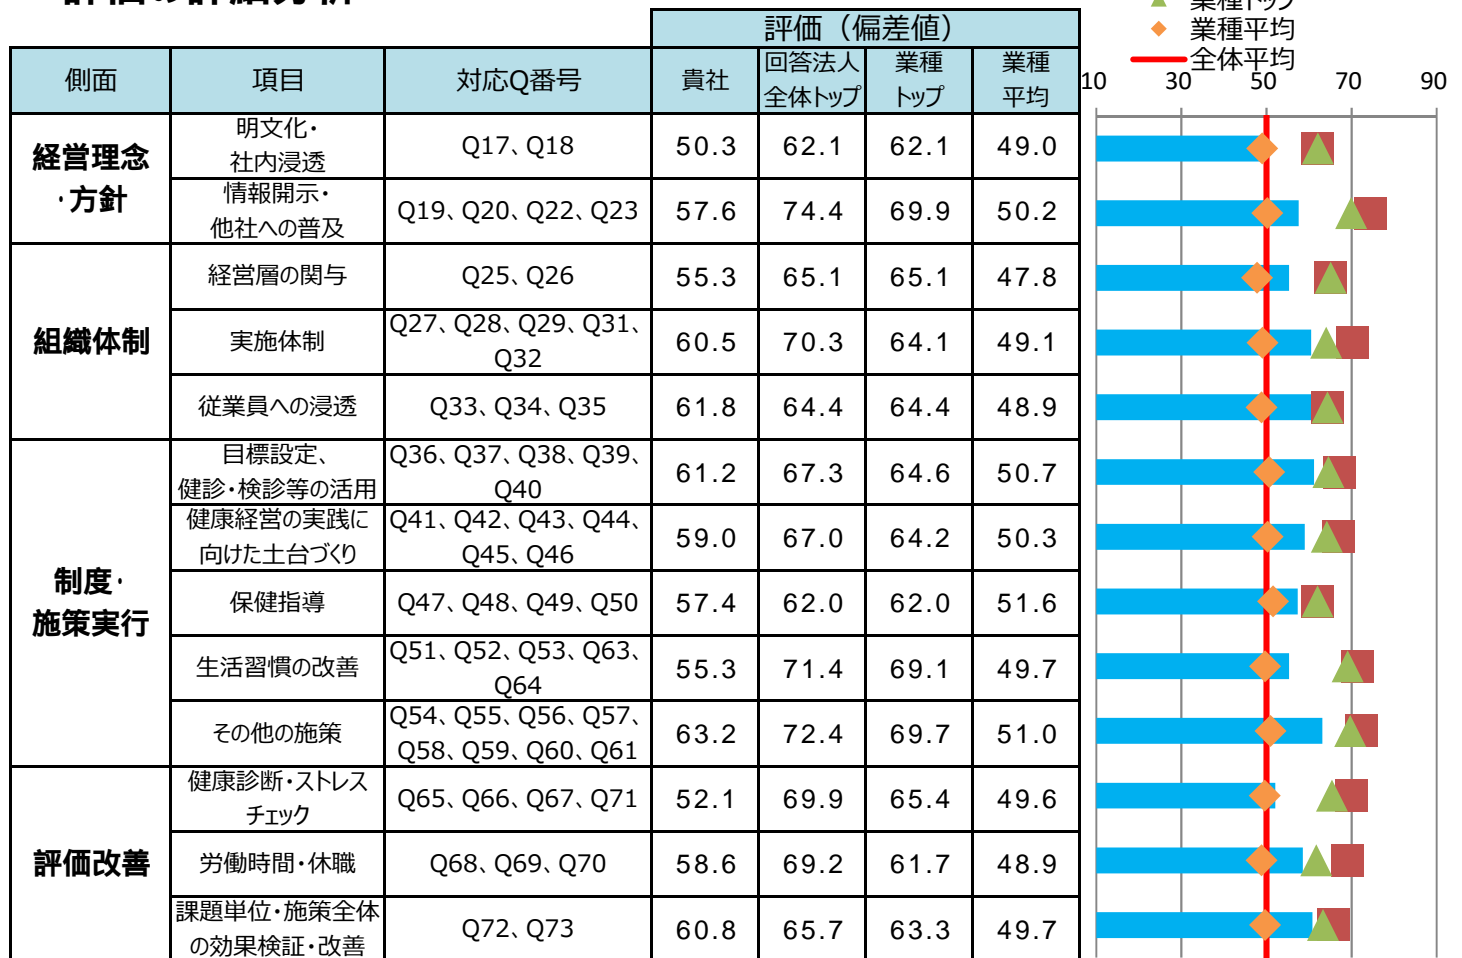 評価の詳細分析
業種トップ
業種平均
全体平均
評価（偏差値）
側面 項目 対応Q番号 貴社 回答法人 業種 業種
全体トップ トップ 平均
10 30 50 70 90
経営理念
・方針
明文化・
社内浸透
Q17、Q18 50.3 62.1 62.1 49.0
情報開示・
他社への普及
Q19、Q20、Q22、Q23 57.6 74.4 69.9 50.2
組織体制
経営層の関与 Q25、Q26 55.3 65.1 65.1 47.8
実施体制
Q27、Q28、Q29、Q31、
Q32
60.5 70.3 64.1 49.1
従業員への浸透 Q33、Q34、Q35 61.8 64.4 64.4 48.9
制度・
施策実行
目標設定、
健診・検診等の活用
Q36、Q37、Q38、Q39、
Q40
61.2 67.3 64.6 50.7
健康経営の実践に
向けた土台づくり
Q41、Q42、Q43、Q44、
Q45、Q46
59.0 67.0 64.2 50.3
保健指導 Q47、Q48、Q49、Q50 57.4 62.0 62.0 51.6
生活習慣の改善
Q51、Q52、Q53、Q63、
Q64
55.3 71.4 69.1 49.7
その他の施策
Q54、Q55、Q56、Q57、
Q58、Q59、Q60、Q61
63.2 72.4 69.7 51.0
評価改善
健康診断・ストレス
チェック
Q65、Q66、Q67、Q71 52.1 69.9 65.4 49.6
労働時間・休職 Q68、Q69、Q70 58.6 69.2 61.7 48.9
課題単位・施策全体
の効果検証・改善
Q72、Q73 60.8 65.7 63.3 49.7